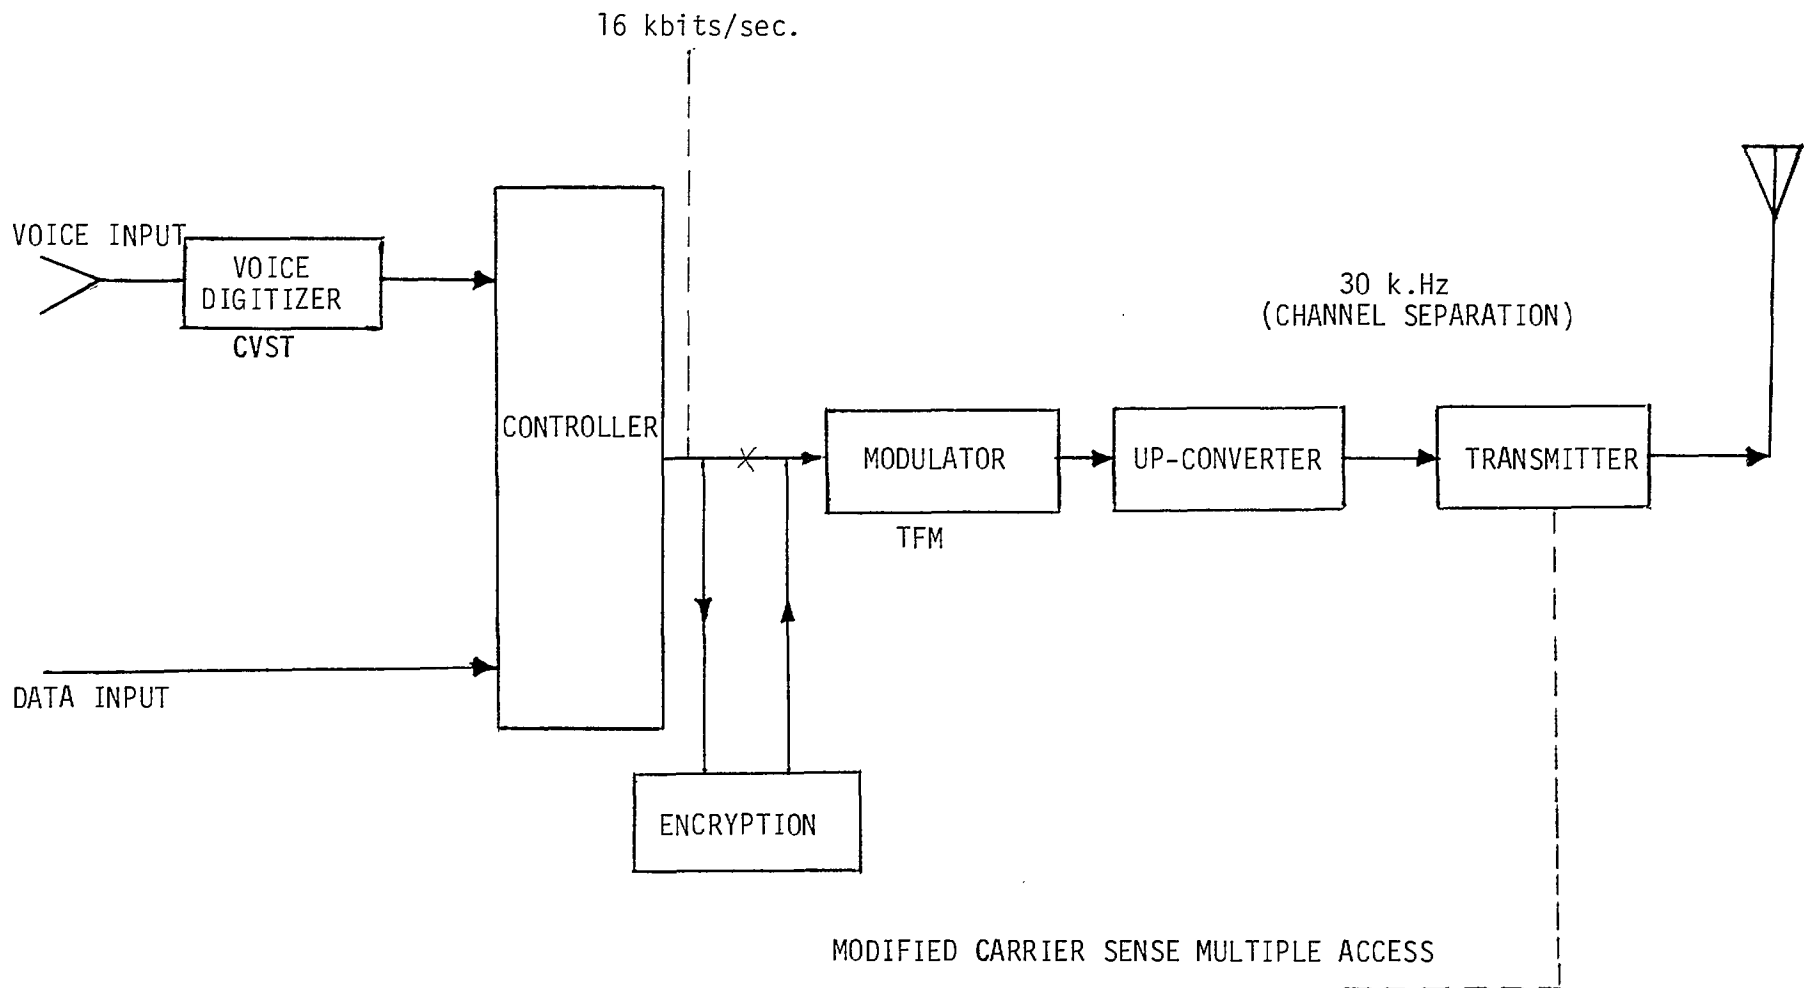 16 kbits/sec.
VOICE INPUT
VOICE
DIGITIZER
CVST
30 k.Hz
(CHANNEL SEPARATION)
CONTROLLER
MODULATOR
UP-CONVERTER
TRANSMITTER
TFM
DATA INPUT
ENCRYPTION
MODIFIED CARRIER SENSE MULTIPLE ACCESS